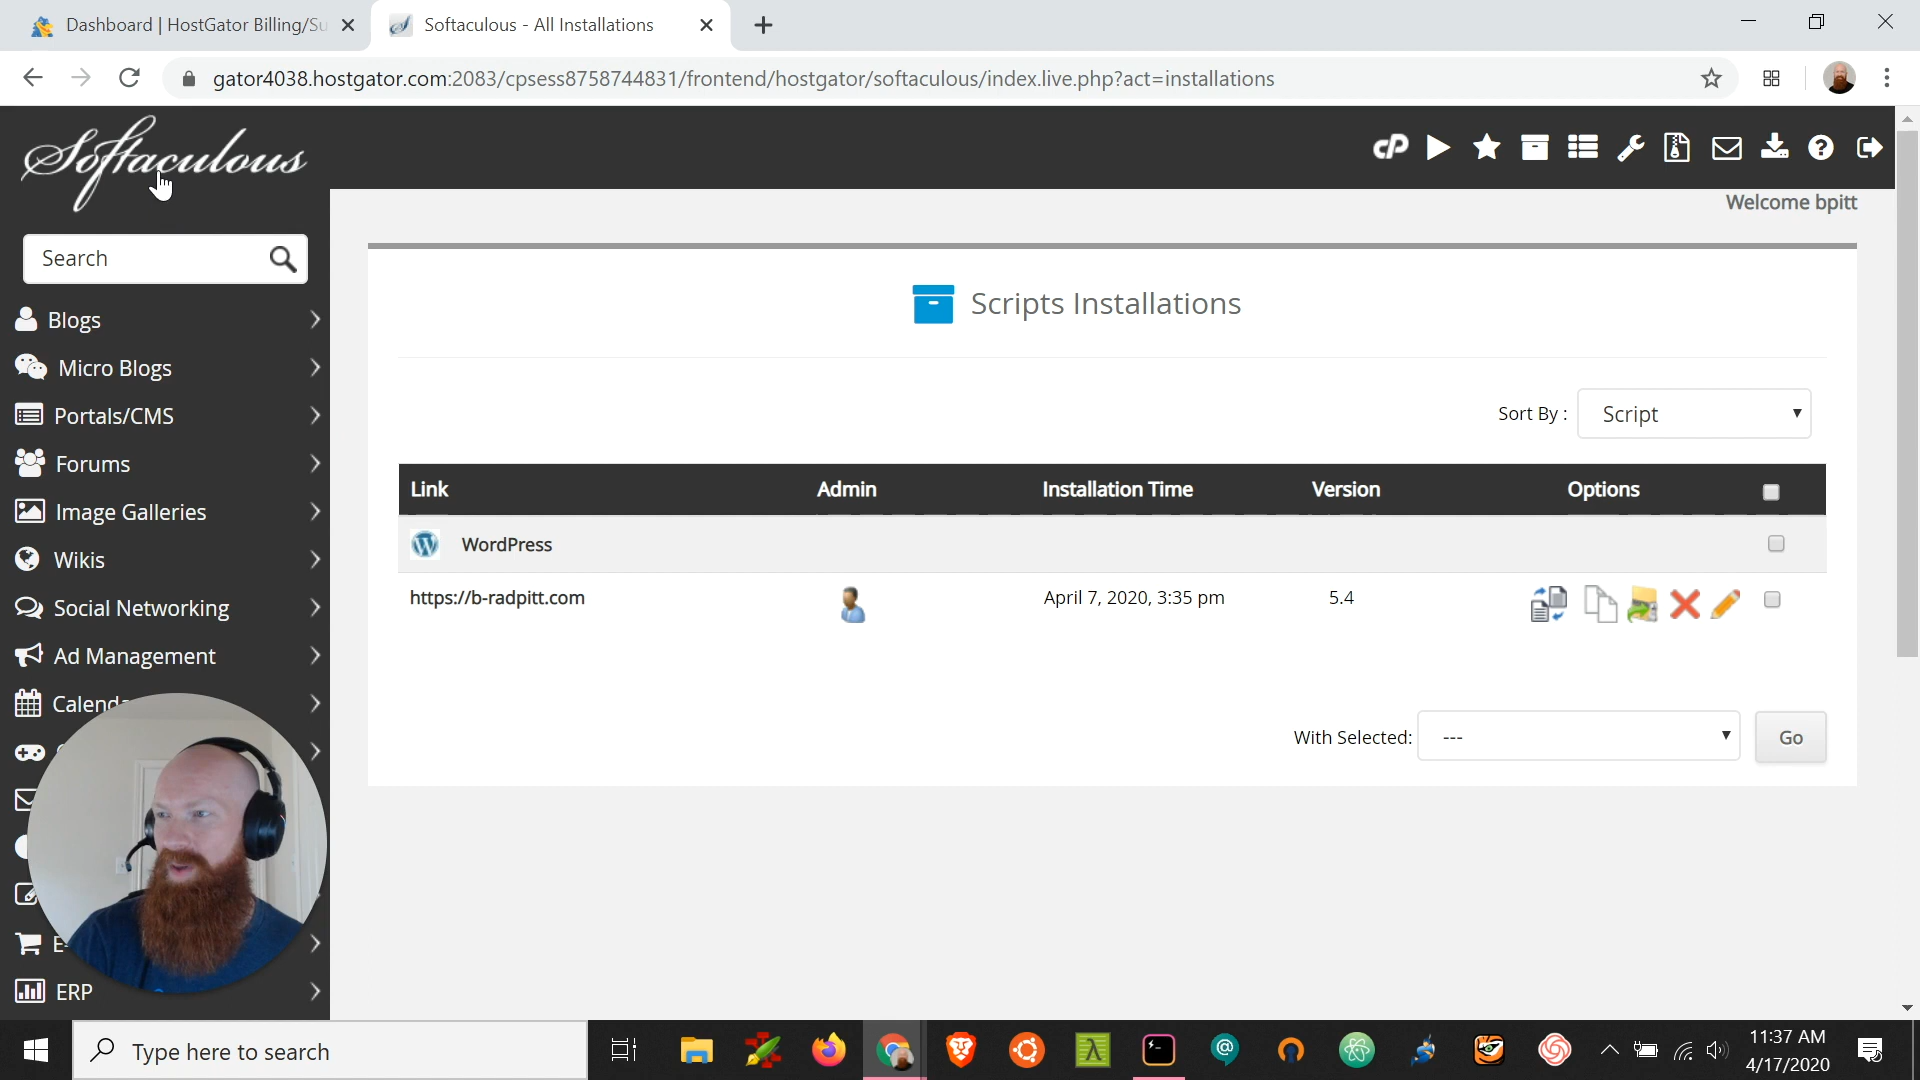 Dashboard | HostGator Billing/Su
Softaculous - All Installations
gator4038.hostgator.com:2083/cpsess8758744831/frontend/hostgator/softaculous/index.live.php?act=installations
Softaculous
cP
Welcome bpitt
Search
Blogs
Micro Blogs
Portals/CMS
Forums
Image Galleries
Wikis
Social Networking
Ad Management
Calenda
E-
ERP
Scripts Installations
Sort By :
Script
Link
Admin
Installation Time
Version
Options
WordPress
https://b-radpitt.com
April 7, 2020, 3:35 pm
5.4
With Selected:
---
Go
Type here to search
11:37 AM
4/17/2020